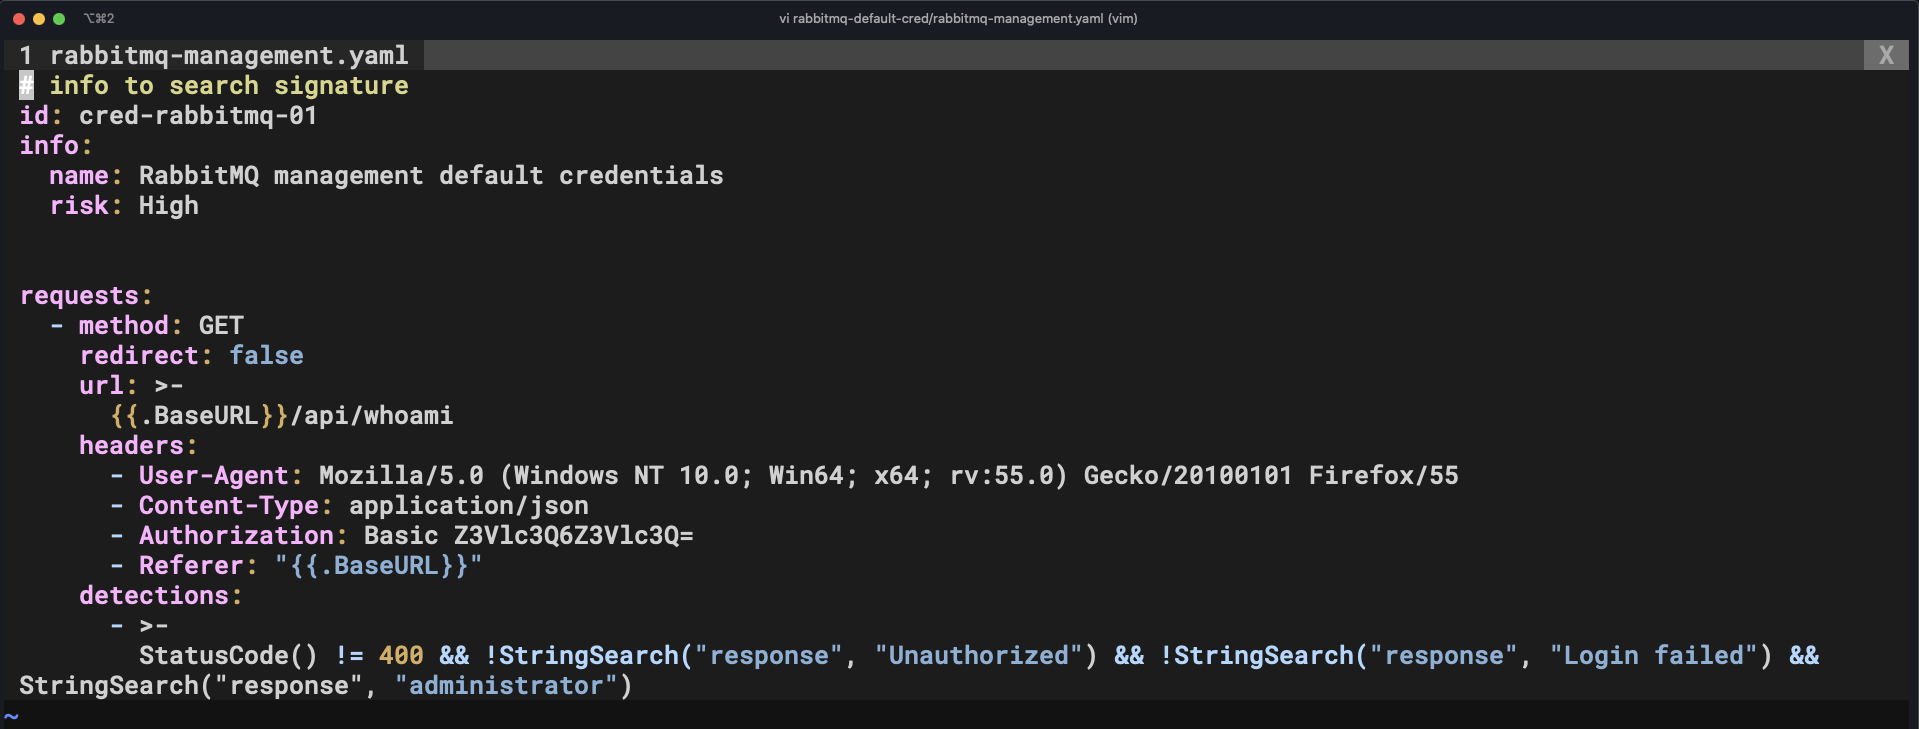 ⌥⌘2
vi rabbitmq-default-cred/rabbitmq-management.yaml (vim)
1 rabbitmq-management.yaml X
# info to search signature
id: cred-rabbitmq-01
info:
  name: RabbitMQ management default credentials
  risk: High
requests:
  - method: GET
    redirect: false
    url: >-
      {{.BaseURL}}/api/whoami
    headers:
      - User-Agent: Mozilla/5.0 (Windows NT 10.0; Win64; x64; rv:55.0) Gecko/20100101 Firefox/55
      - Content-Type: application/json
      - Authorization: Basic Z3Vlc3Q6Z3Vlc3Q=
      - Referer: "{{.BaseURL}}"
    detections:
      - >-
        StatusCode() != 400 && !StringSearch("response", "Unauthorized") && !StringSearch("response", "Login failed") &&
StringSearch("response", "administrator")
~